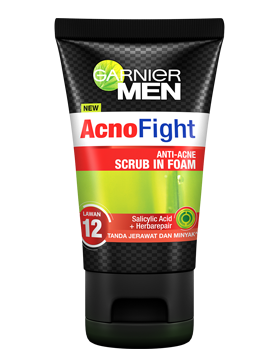 GARNIER
MEN
NEW
AcnoFight
ANTI-ACNE
SCRUB IN FOAM
LAWAN
12
Salicylic Acid
+ Herbarepair
TANDA JERAWAT DAN MINYAK*